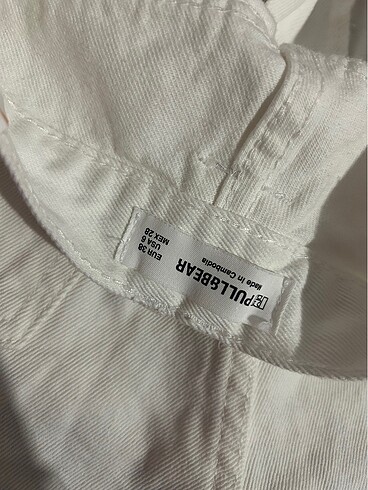 PULL&BEAR
Made in Cambodia
EUR 38
USA 6
MEX 28